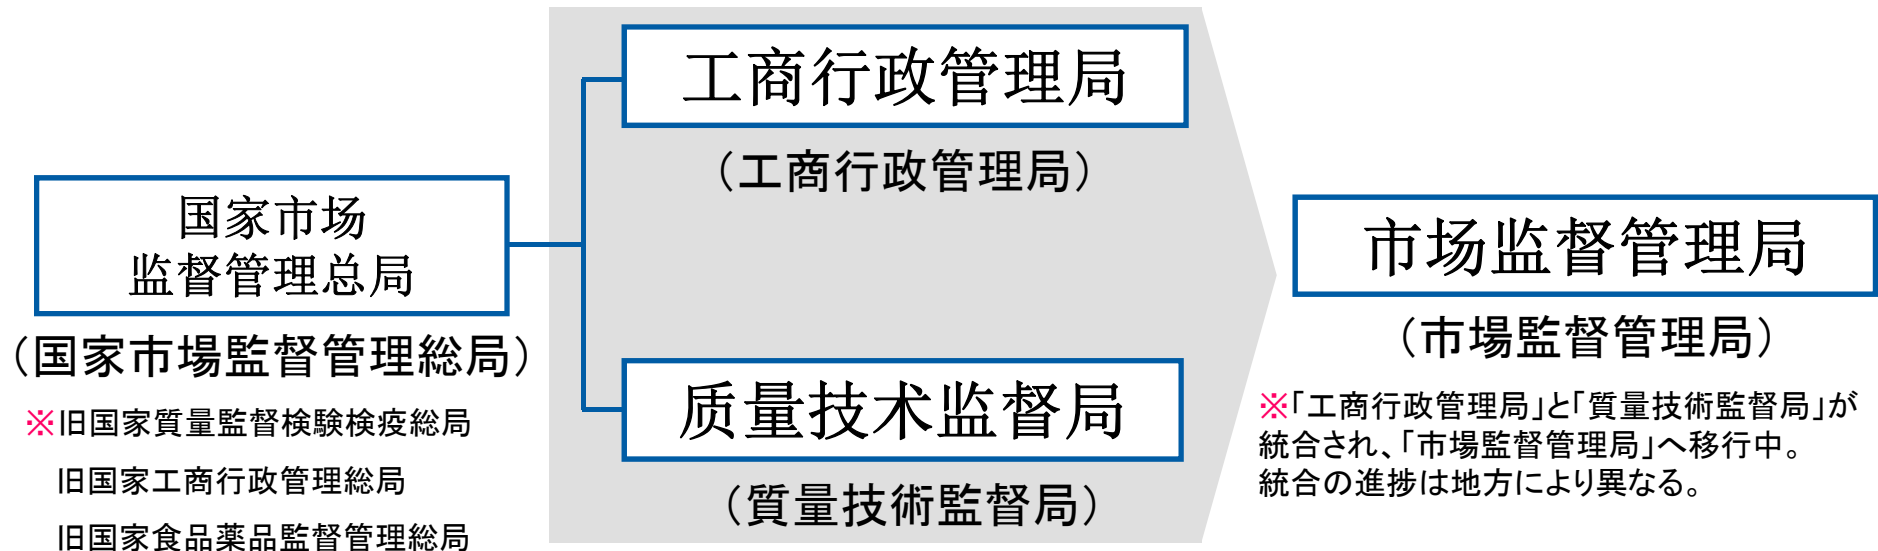 国家市场
监督管理总局
（国家市場監督管理総局）
※旧国家質量監督検験検疫総局
旧国家工商行政管理総局
旧国家食品薬品監督管理総局
工商行政管理局
（工商行政管理局）
质量技术监督局
（質量技術監督局）
市场监督管理局
（市場監督管理局）
※「工商行政管理局」と「質量技術監督局」が
統合され、「市場監督管理局」へ移行中。
統合の進捗は地方により異なる。